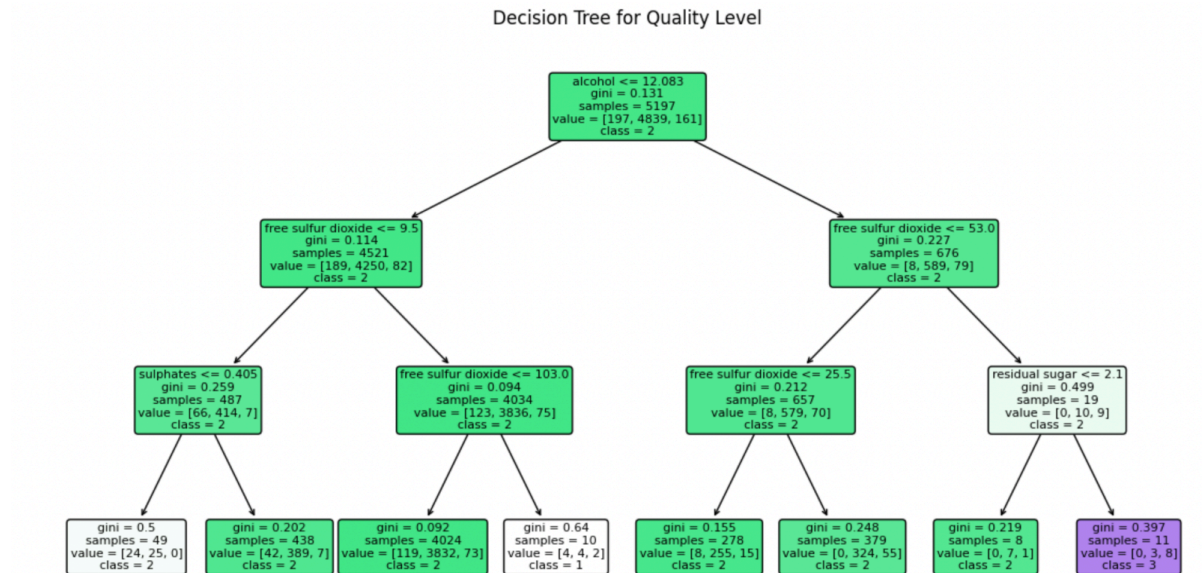 Decision Tree for Quality Level
alcohol <= 12.083
gini = 0.131
samples = 5197
value = [197, 4839, 161]
class = 2
free sulfur dioxide <= 9.5
gini = 0.114
samples = 4521
value = [189, 4250, 82]
class = 2
free sulfur dioxide <= 53.0
gini = 0.227
samples = 676
value = [8, 589, 79]
class = 2
sulphates <= 0.405
gini = 0.259
samples = 487
value = [66, 414, 7]
class = 2
free sulfur dioxide <= 103.0
gini = 0.094
samples = 4034
value = [123, 3836, 75]
class = 2
free sulfur dioxide <= 25.5
gini = 0.212
samples = 657
value = [8, 579, 70]
class = 2
residual sugar <= 2.1
gini = 0.499
samples = 19
value = [0, 10, 9]
class = 2
gini = 0.5
samples = 49
value = [24, 25, 0]
class = 2
gini = 0.202
samples = 438
value = [42, 389, 7]
class = 2
gini = 0.092
samples = 4024
value = [119, 3832, 73]
class = 2
gini = 0.64
samples = 10
value = [4, 4, 2]
class = 1
gini = 0.155
samples = 278
value = [8, 255, 15]
class = 2
gini = 0.248
samples = 379
value = [0, 324, 55]
class = 2
gini = 0.219
samples = 8
value = [0, 7, 1]
class = 2
gini = 0.397
samples = 11
value = [0, 3, 8]
class = 3